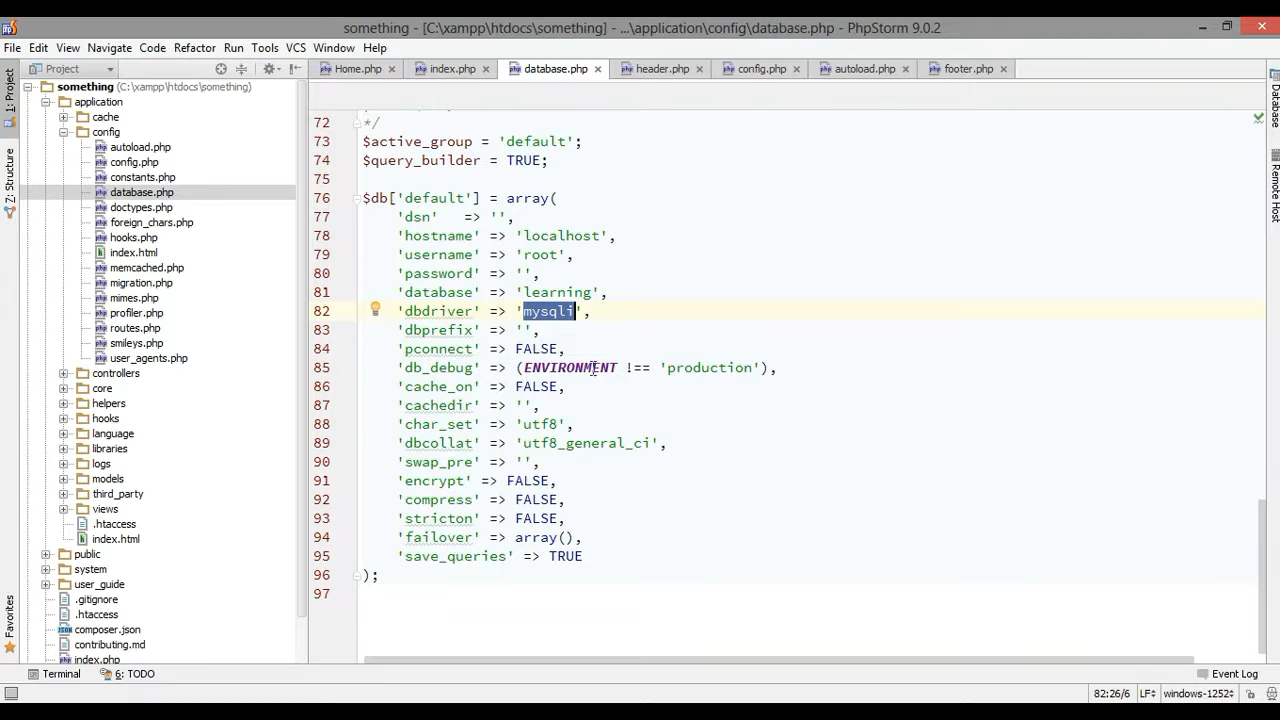 something - [C:\xampp\htdocs\something] - ...\application\config\database.php - PhpStorm 9.0.2
File Edit View Navigate Code Refactor Run Tools VCS Window Help
Project
Home.php index.php database.php header.php config.php autoload.php footer.php
1: Project
Z: Structure
Favorites
something (C:\xampp\htdocs\something)
application
cache
config
autoload.php
config.php
constants.php
database.php
doctypes.php
foreign_chars.php
hooks.php
index.html
memcached.php
migration.php
mimes.php
profiler.php
routes.php
smileys.php
user_agents.php
controllers
core
helpers
hooks
language
libraries
logs
models
third_party
views
.htaccess
index.html
public
system
user_guide
.gitignore
.htaccess
composer.json
contributing.md
index.php
72 */
73 $active_group = 'default';
74 $query_builder = TRUE;
75
76 $db['default'] = array(
77 'dsn' => '',
78 'hostname' => 'localhost',
79 'username' => 'root',
80 'password' => '',
81 'database' => 'learning',
82 'dbdriver' => 'mysqli',
83 'dbprefix' => '',
84 'pconnect' => FALSE,
85 'db_debug' => (ENVIRONMENT !== 'production'),
86 'cache_on' => FALSE,
87 'cachedir' => '',
88 'char_set' => 'utf8',
89 'dbcollat' => 'utf8_general_ci',
90 'swap_pre' => '',
91 'encrypt' => FALSE,
92 'compress' => FALSE,
93 'stricton' => FALSE,
94 'failover' => array(),
95 'save_queries' => TRUE
96 );
97
Database
Remote Host
Terminal 6: TODO Event Log
82:26/6 LF windows-1252